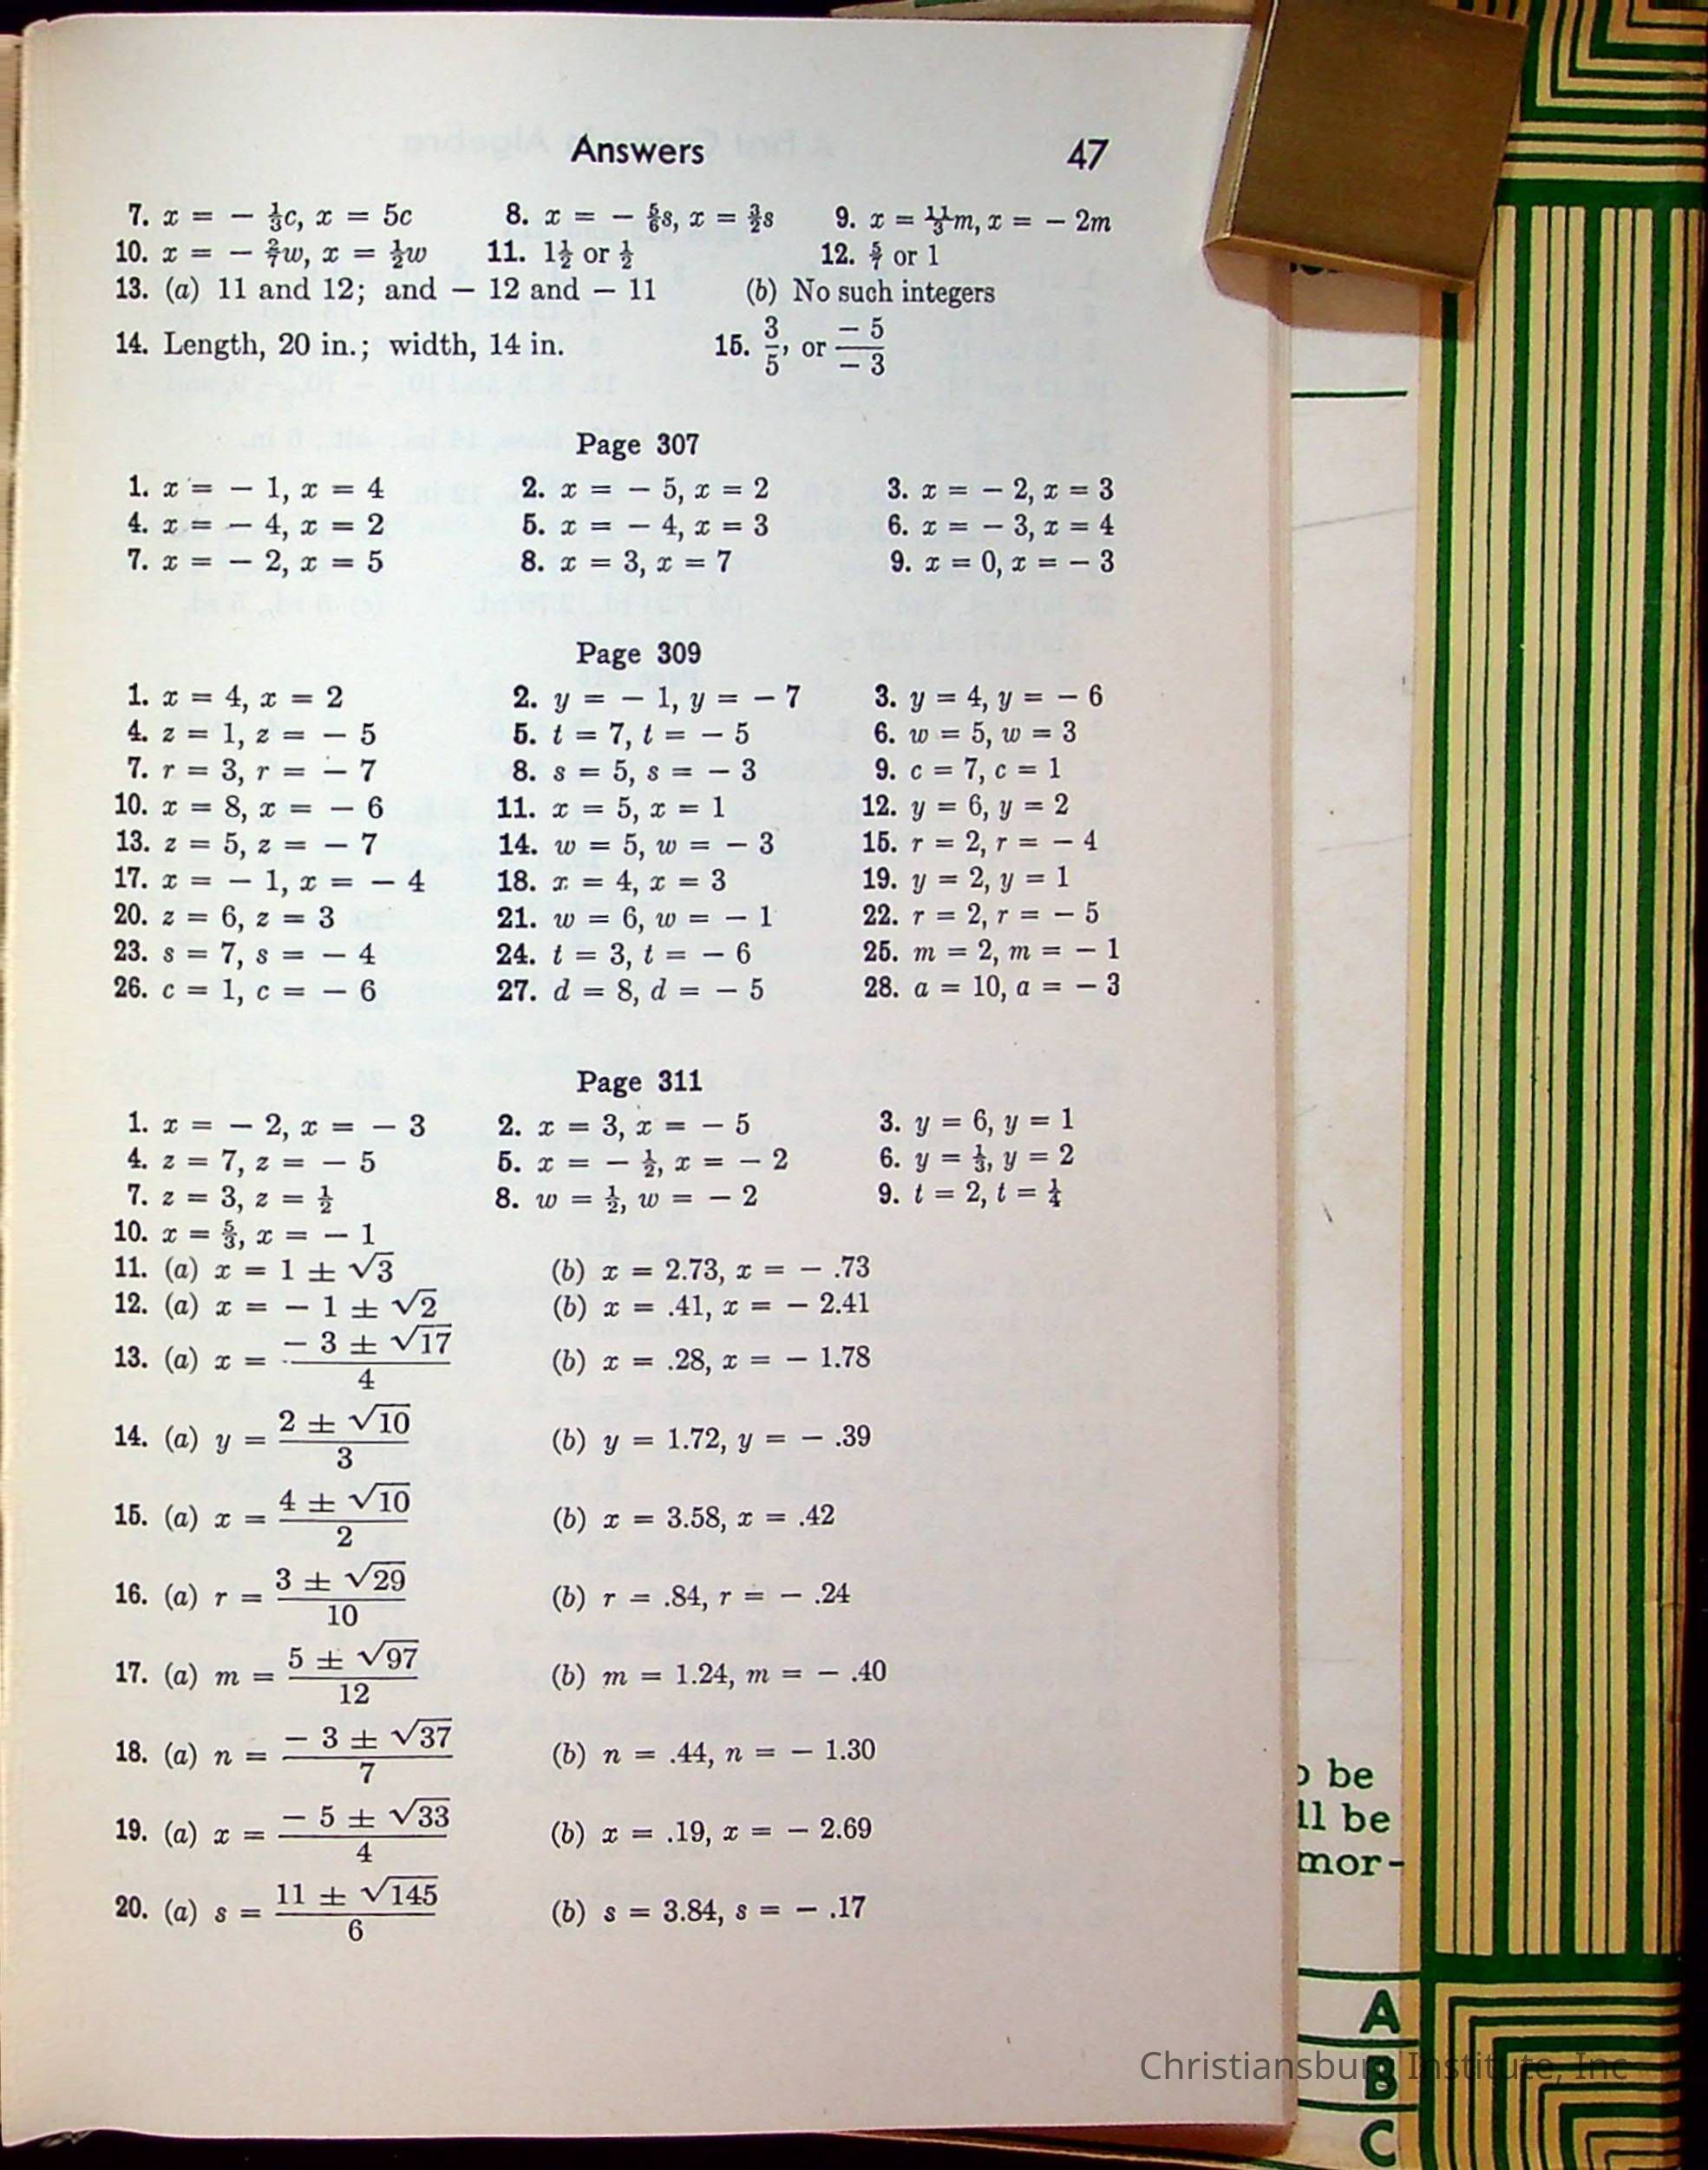 Answers 47
7. x = − 1/3c, x = 5c 8. x = − 5/6s, x = 3/2s 9. x = 11/3m, x = − 2m
10. x = − 2/7w, x = 1/2w 11. 1 1/2 or 1/2 12. 5/7 or 1
13. (a) 11 and 12; and − 12 and − 11 (b) No such integers
14. Length, 20 in.; width, 14 in. 15. 3/5, or −5/−3
Page 307
1. x = − 1, x = 4 2. x = − 5, x = 2 3. x = − 2, x = 3
4. x = − 4, x = 2 5. x = − 4, x = 3 6. x = − 3, x = 4
7. x = − 2, x = 5 8. x = 3, x = 7 9. x = 0, x = − 3
Page 309
1. x = 4, x = 2 2. y = − 1, y = − 7 3. y = 4, y = − 6
4. z = 1, z = − 5 5. t = 7, t = − 5 6. w = 5, w = 3
7. r = 3, r = − 7 8. s = 5, s = − 3 9. c = 7, c = 1
10. x = 8, x = − 6 11. x = 5, x = 1 12. y = 6, y = 2
13. z = 5, z = − 7 14. w = 5, w = − 3 15. r = 2, r = − 4
17. x = − 1, x = − 4 18. x = 4, x = 3 19. y = 2, y = 1
20. z = 6, z = 3 21. w = 6, w = − 1 22. r = 2, r = − 5
23. s = 7, s = − 4 24. t = 3, t = − 6 25. m = 2, m = − 1
26. c = 1, c = − 6 27. d = 8, d = − 5 28. a = 10, a = − 3
Page 311
1. x = − 2, x = − 3 2. x = 3, x = − 5 3. y = 6, y = 1
4. z = 7, z = − 5 5. x = − 1/2, x = − 2 6. y = 1/3, y = 2
7. z = 3, z = 1/2 8. w = 1/2, w = − 2 9. t = 2, t = 1/4
10. x = 5/3, x = − 1
11. (a) x = 1 ± √3 (b) x = 2.73, x = − .73
12. (a) x = − 1 ± √2 (b) x = .41, x = − 2.41
13. (a) x = (− 3 ± √17)/4 (b) x = .28, x = − 1.78
14. (a) y = (2 ± √10)/3 (b) y = 1.72, y = − .39
15. (a) x = (4 ± √10)/2 (b) x = 3.58, x = .42
16. (a) r = (3 ± √29)/10 (b) r = .84, r = − .24
17. (a) m = (5 ± √97)/12 (b) m = 1.24, m = − .40
18. (a) n = (− 3 ± √37)/7 (b) n = .44, n = − 1.30
19. (a) x = (− 5 ± √33)/4 (b) x = .19, x = − 2.69
20. (a) s = (11 ± √145)/6 (b) s = 3.84, s = − .17
be
ll be
mor-
A
B
C
Christiansburg Institute, Inc